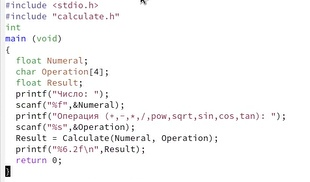 #include <stdio.h>
#include "calculate.h"
int
main (void)
{
float Numeral;
char Operation[4];
float Result;
printf("Число: ");
scanf("%f",&Numeral);
printf("Операция (+,-,*,/,pow,sqrt,sin,cos,tan): ");
scanf("%s",&Operation);
Result = Calculate(Numeral, Operation);
printf("%6.2f\n",Result);
return 0;
}